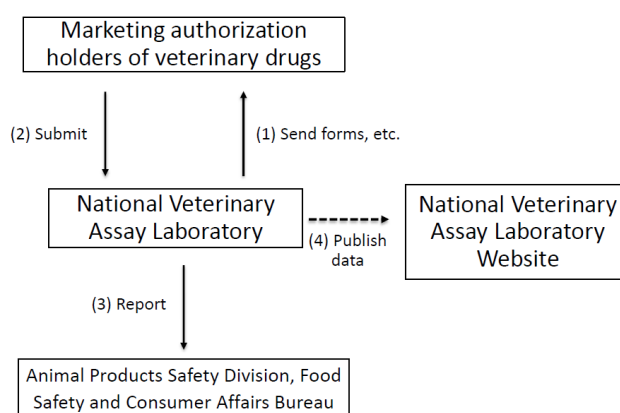 Marketing authorization
holders of veterinary drugs
(2) Submit
(1) Send forms, etc.
National Veterinary
Assay Laboratory
(4) Publish
data
National Veterinary
Assay Laboratory
Website
(3) Report
Animal Products Safety Division, Food
Safety and Consumer Affairs Bureau